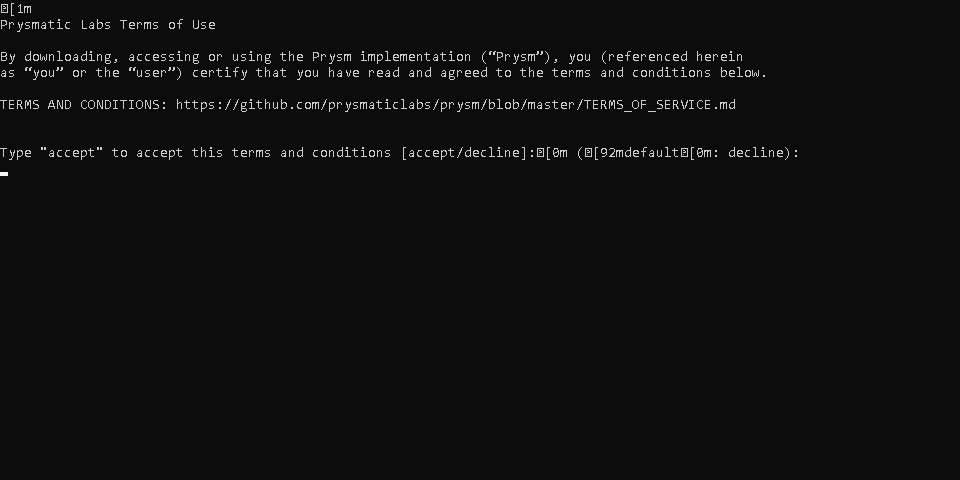 [1m
Prysmatic Labs Terms of Use
By downloading, accessing or using the Prysm implementation (“Prysm”), you (referenced herein
as “you” or the “user”) certify that you have read and agreed to the terms and conditions below.
TERMS AND CONDITIONS: https://github.com/prysmaticlabs/prysm/blob/master/TERMS_OF_SERVICE.md
Type "accept" to accept this terms and conditions [accept/decline]:[0m ([92mdefault[0m: decline):